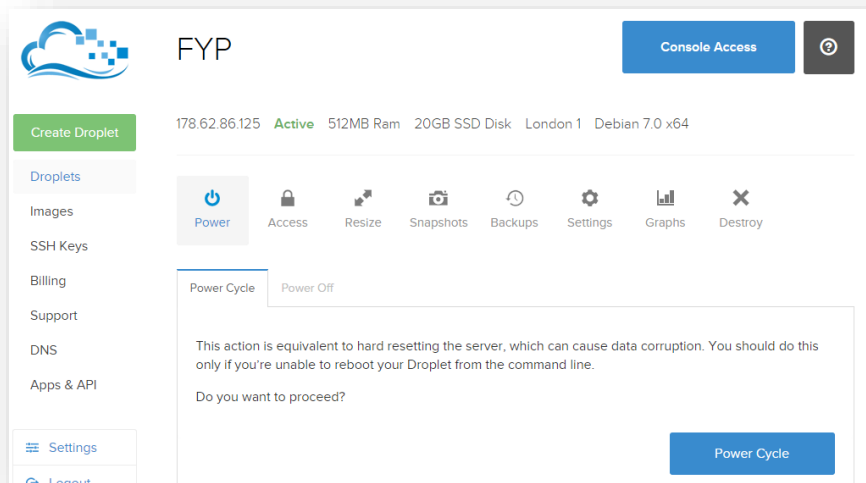 FYP
Console Access
178.62.86.125 Active 512MB Ram 20GB SSD Disk London 1 Debian 7.0 x64
Create Droplet
Droplets
Images
SSH Keys
Billing
Support
DNS
Apps & API
Settings
Logout
Power
Access
Resize
Snapshots
Backups
Settings
Graphs
Destroy
Power Cycle
Power Off
This action is equivalent to hard resetting the server, which can cause data corruption. You should do this
only if you're unable to reboot your Droplet from the command line.
Do you want to proceed?
Power Cycle